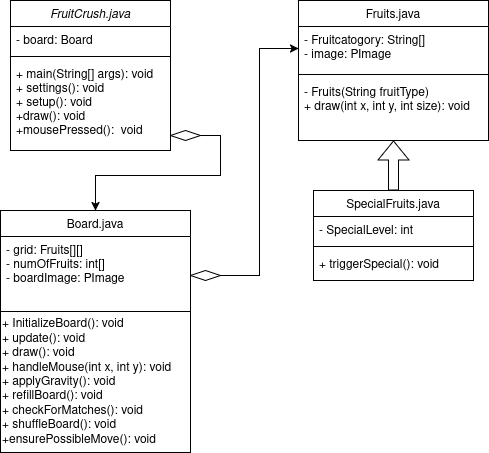 FruitCrush.java
- board: Board
+ main(String[] args): void
+ settings(): void
+ setup(): void
+draw(): void
+mousePressed(): void
Fruits.java
- Fruitcatogory: String[]
- image: PImage
- Fruits(String fruitType)
+ draw(int x, int y, int size): void
SpecialFruits.java
- SpecialLevel: int
+ triggerSpecial(): void
Board.java
- grid: Fruits[][]
- numOfFruits: int[]
- boardImage: PImage
+ InitializeBoard(): void
+ update(): void
+ draw(): void
+ handleMouse(int x, int y): void
+ applyGravity(): void
+ refillBoard(): void
+ checkForMatches(): void
+ shuffleBoard(): void
+ensurePossibleMove(): void